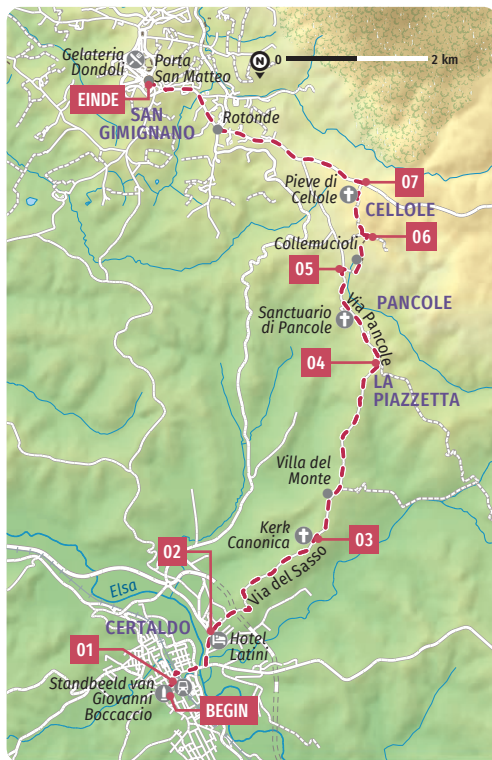 Gelateria
Dondoli
Porta
San Matteo
N
0
2 km
EINDE
SAN
GIMIGNANO
Rotonde
Pieve di
Cellole
07
CELLOLE
06
Collemucioli
05
PANCOLE
Sanctuario
di Pancole
Via Pancole
04
LA
PIAZZETTA
Villa del
Monte
Kerk
Canonica
03
02
Via del Sasso
Elsa
CERTALDO
Hotel
Latini
01
Standbeeld van
Giovanni
Boccaccio
BEGIN